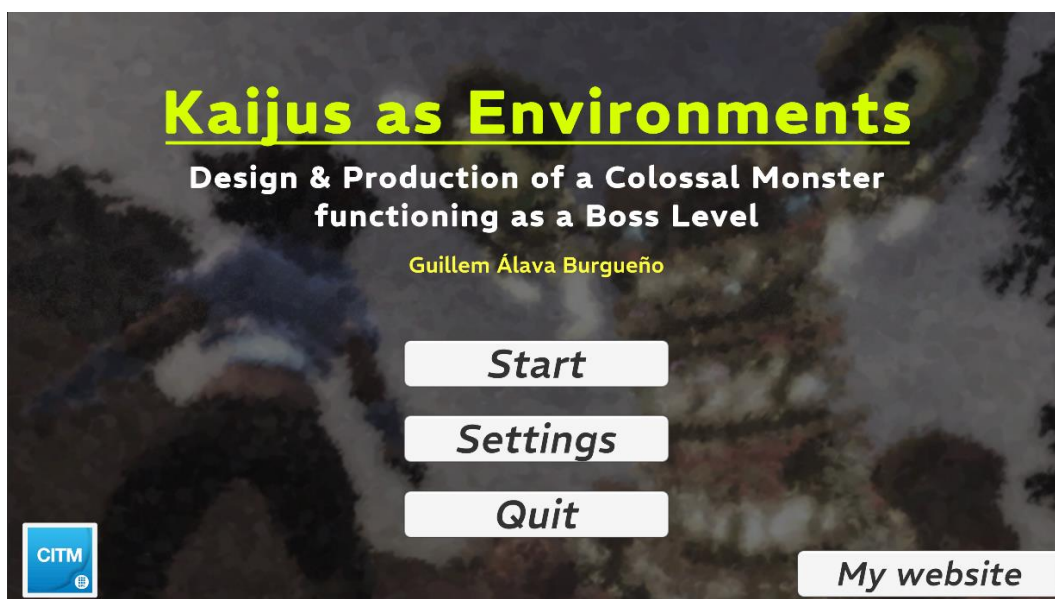 Kaijus as Environments
Design & Production of a Colossal Monster
functioning as a Boss Level
Guillem Álava Burgueño
Start
Settings
Quit
CITM
My website